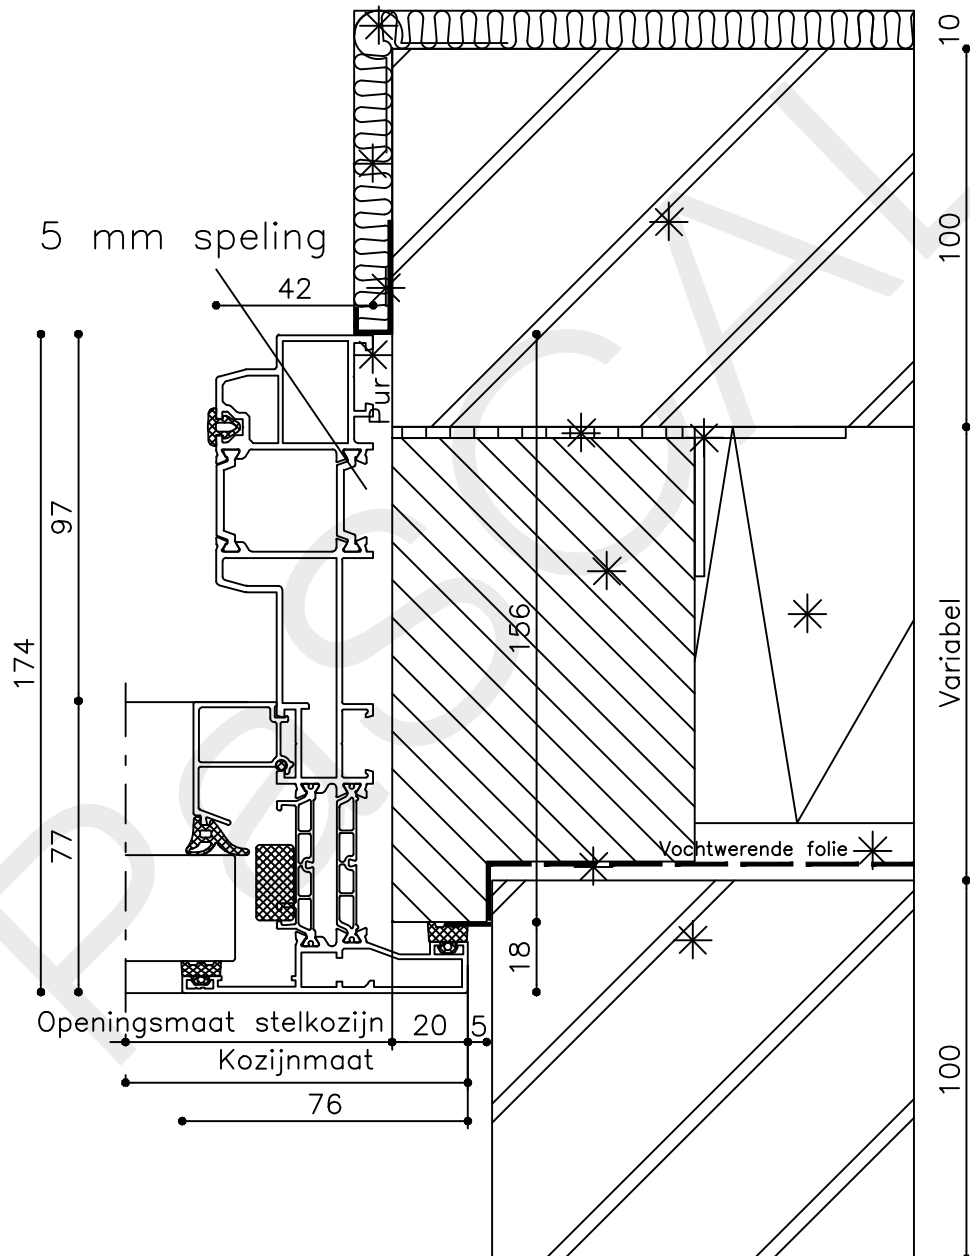 10
5 mm speling
100
42
Pur
97
156
174
Variabel
77
Vochtwerende folie
18
Openingsmaat stelkozijn 20 5
Kozijnmaat
100
76
PaSCAL